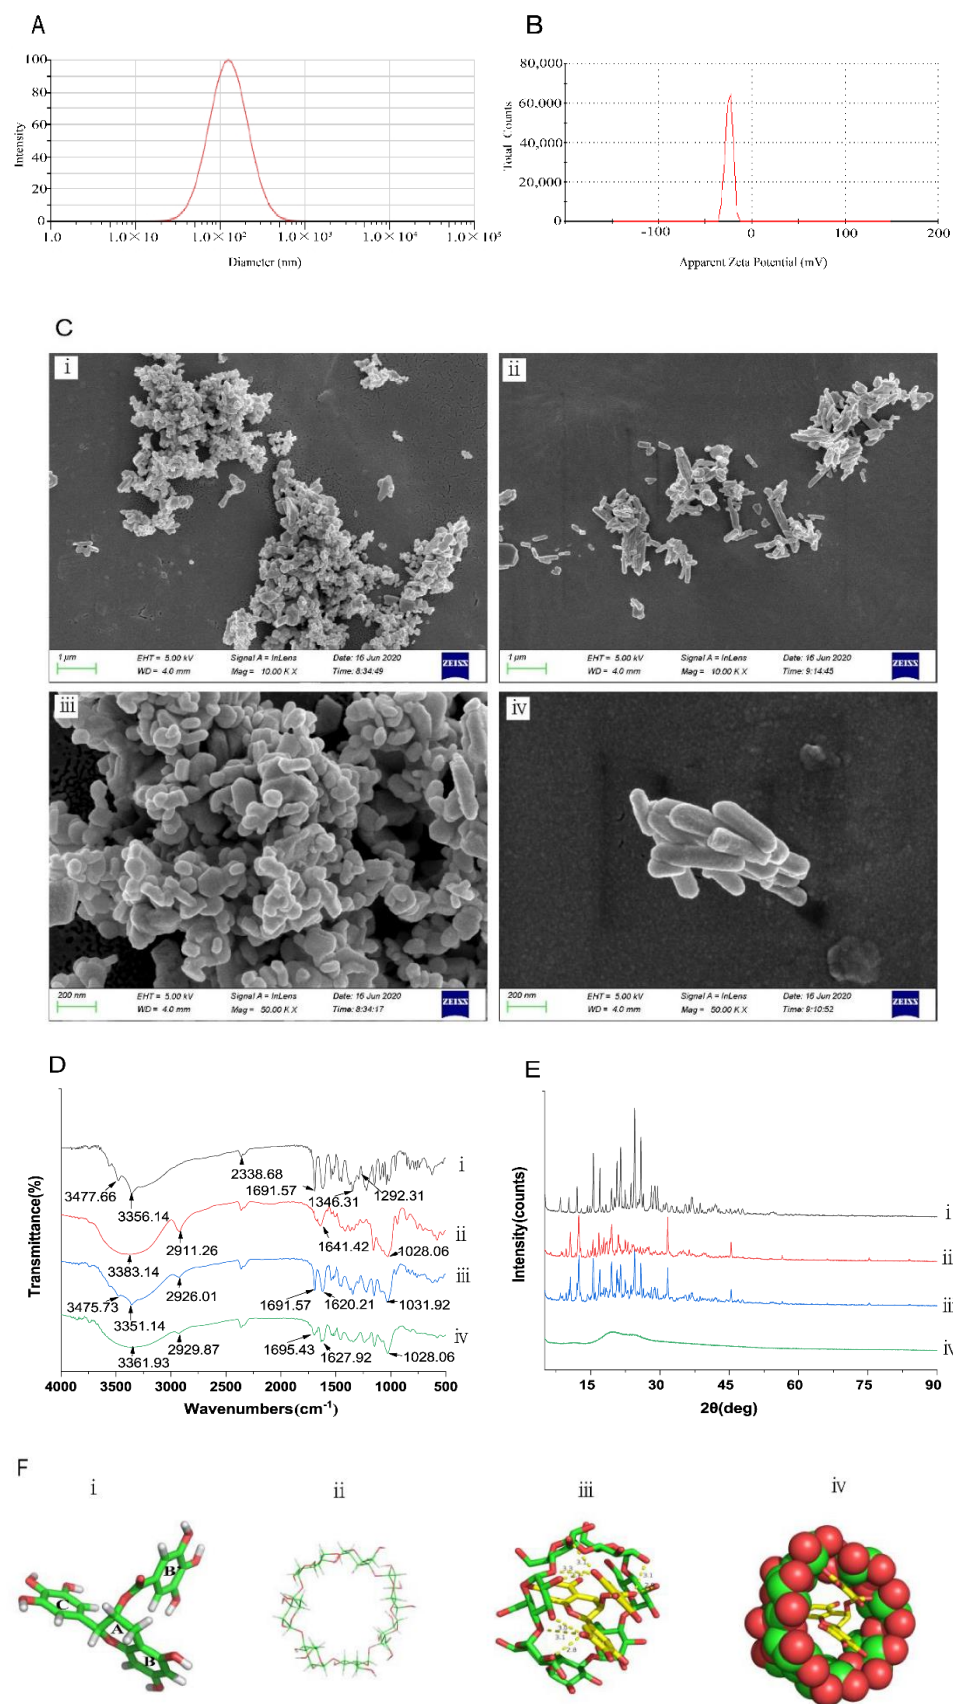 A
B
100
80
60
40
20
0
Intensity
1.0
1.0×10
1.0×10²
1.0×10³
1.0×10⁴
1.0×10⁵
Diameter (nm)
80,000
60,000
40,000
20,000
0
Total Counts
-100
0
100
200
Apparent Zeta Potential (mV)
C
i
1 µm
EHT = 5.00 kV
WD = 4.0 mm
Signal A = InLens
Mag = 10.00 K X
Date: 16 Jun 2020
Time: 8:34:49
ZEISS
ii
1 µm
EHT = 5.00 kV
WD = 4.0 mm
Signal A = InLens
Mag = 10.00 K X
Date: 16 Jun 2020
Time: 9:14:45
ZEISS
iii
200 nm
EHT = 5.00 kV
WD = 4.0 mm
Signal A = InLens
Mag = 50.00 K X
Date: 16 Jun 2020
Time: 8:34:17
ZEISS
iv
200 nm
EHT = 5.00 kV
WD = 4.0 mm
Signal A = InLens
Mag = 50.00 K X
Date: 16 Jun 2020
Time: 9:10:52
ZEISS
D
Transmittance(%)
i
3477.66
3356.14
2338.68
1691.57
1346.31
1292.31
ii
3383.14
2911.26
1641.42
1028.06
iii
3475.73
3351.14
2926.01
1691.57
1620.21
1031.92
iv
3361.93
2929.87
1695.43
1627.92
1028.06
4000
3500
3000
2500
2000
1500
1000
500
Wavenumbers(cm⁻¹)
E
Intensity(counts)
i
ii
iii
iv
15
30
45
60
75
90
2θ(deg)
F
i
ii
iii
iv
B'
C
A
B
3.1
3.1
2.8